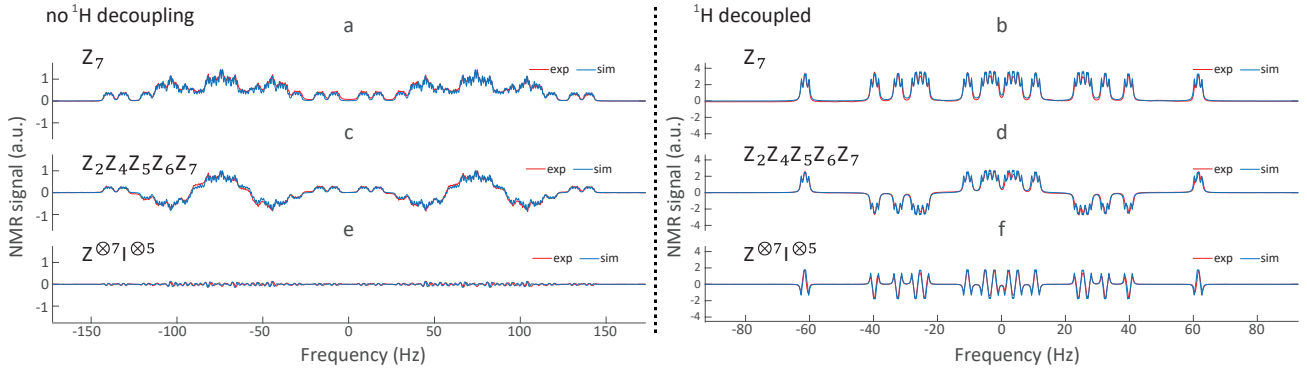 no ¹H decoupling
a
Z₇
exp sim
1
0
-1
c
Z₂Z₄Z₅Z₆Z₇
exp sim
1
0
-1
e
Z⊗⁷I⊗⁵
exp sim
1
0
-1
NMR signal (a.u.)
-150 -100 -50 0 50 100 150
Frequency (Hz)
¹H decoupled
b
Z₇
exp sim
4
2
0
-2
-4
d
Z₂Z₄Z₅Z₆Z₇
exp sim
4
2
0
-2
-4
f
Z⊗⁷I⊗⁵
exp sim
4
2
0
-2
-4
NMR signal (a.u.)
-80 -60 -40 -20 0 20 40 60 80
Frequency (Hz)